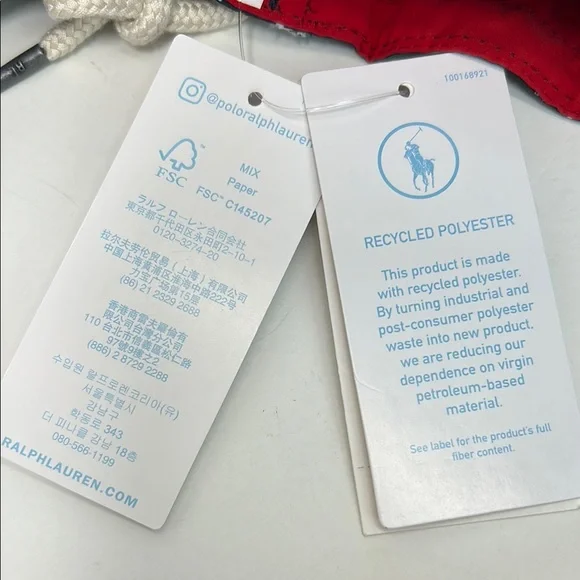 @poloralphlauren
FSC
MIX
Paper
FSC™ C145207
ラルフ ローレン合同会社
東京都千代田区永田町2-10-1
0120-3274-20
拉尔夫劳伦贸易(上海)有限公司
中国上海黄浦区淮海中路222号
力宝广场前15层
(86) 21 2329 2688
香港商雷夫羅倫有
限公司台灣分公司
110 台北市信義區松仁路
97號9樓之2
(886) 2 8729 2288
수입원 랄프로렌코리아(유)
서울특별시
강남구
학동로 343
더 피나클 강남 18층
080-566-1199
RALPHLAUREN.COM
100168921
RECYCLED POLYESTER
This product is made
with recycled polyester.
By turning industrial and
post-consumer polyester
waste into new product,
we are reducing our
dependence on virgin
petroleum-based
material.
See label for the product's full
fiber content.